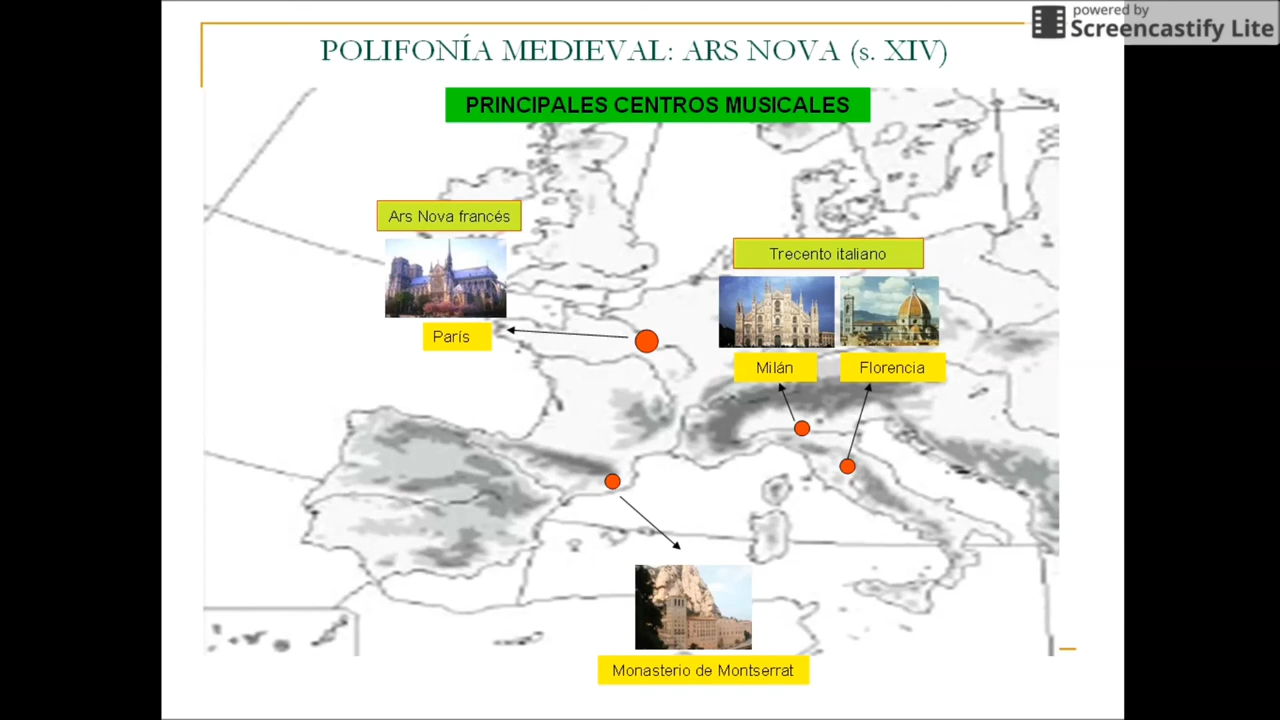 powered by
Screencastify Lite
POLIFONÍA MEDIEVAL: ARS NOVA (s. XIV)
PRINCIPALES CENTROS MUSICALES
Ars Nova francés
Trecento italiano
París
Milán
Florencia
Monasterio de Montserrat